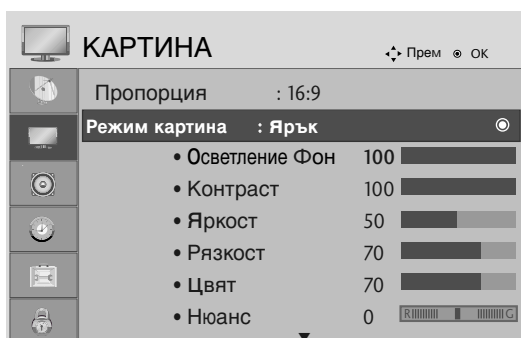 КАРТИНА Прем OK
Пропорция : 16:9
Режим картина : Ярък
• Осветление Фон 100
• Контраст 100
• Яркост 50
• Рязкост 70
• Цвят 70
• Нюанс 0 R G